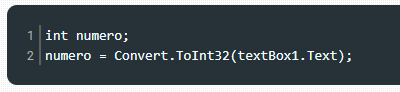 1 int numero;
2 numero = Convert.ToInt32(textBox1.Text);